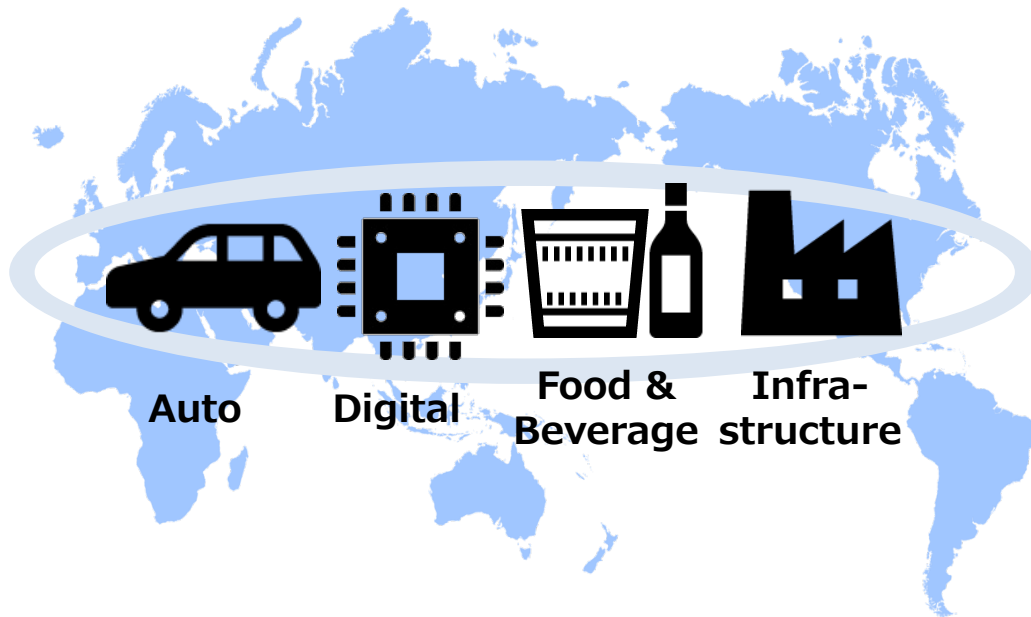 Auto
Digital
Food &
Beverage
Infra-
structure